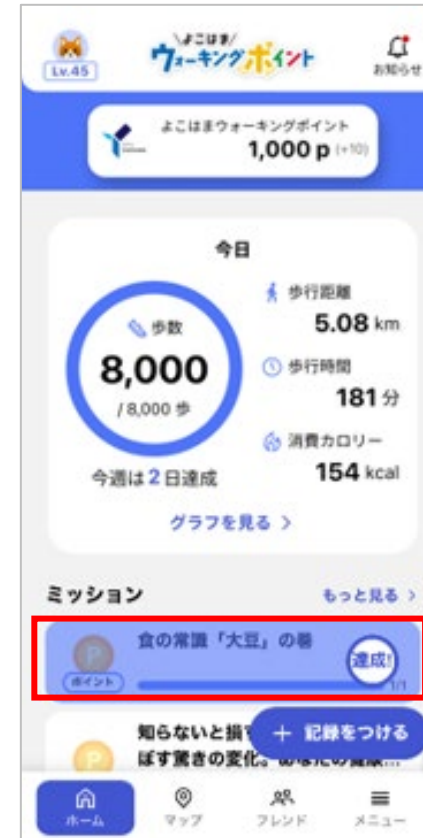 よこはま
ウォーキングポイント
Lv.45
お知らせ
よこはまウォーキングポイント
1,000 p (+10)
今日
歩数
8,000
/ 8,000 歩
今週は 2 日達成
歩行距離
5.08 km
歩行時間
181 分
消費カロリー
154 kcal
グラフを見る >
ミッション
もっと見る >
食の常識「大豆」の巻
ポイント
達成!
1/1
知らないと損
ぼす驚きの変化。あなたの健康...
+ 記録をつける
ホーム
マップ
フレンド
メニュー